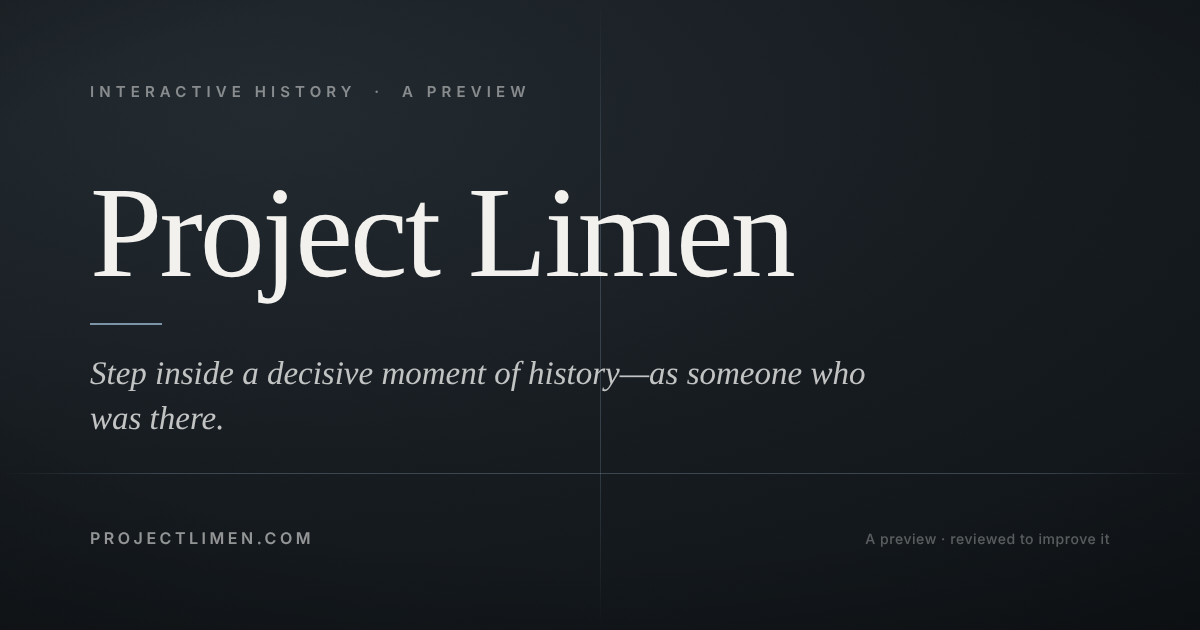 INTERACTIVE HISTORY · A PREVIEW
Project Limen
Step inside a decisive moment of history—as someone who
was there.
PROJECTLIMEN.COM
A preview · reviewed to improve it